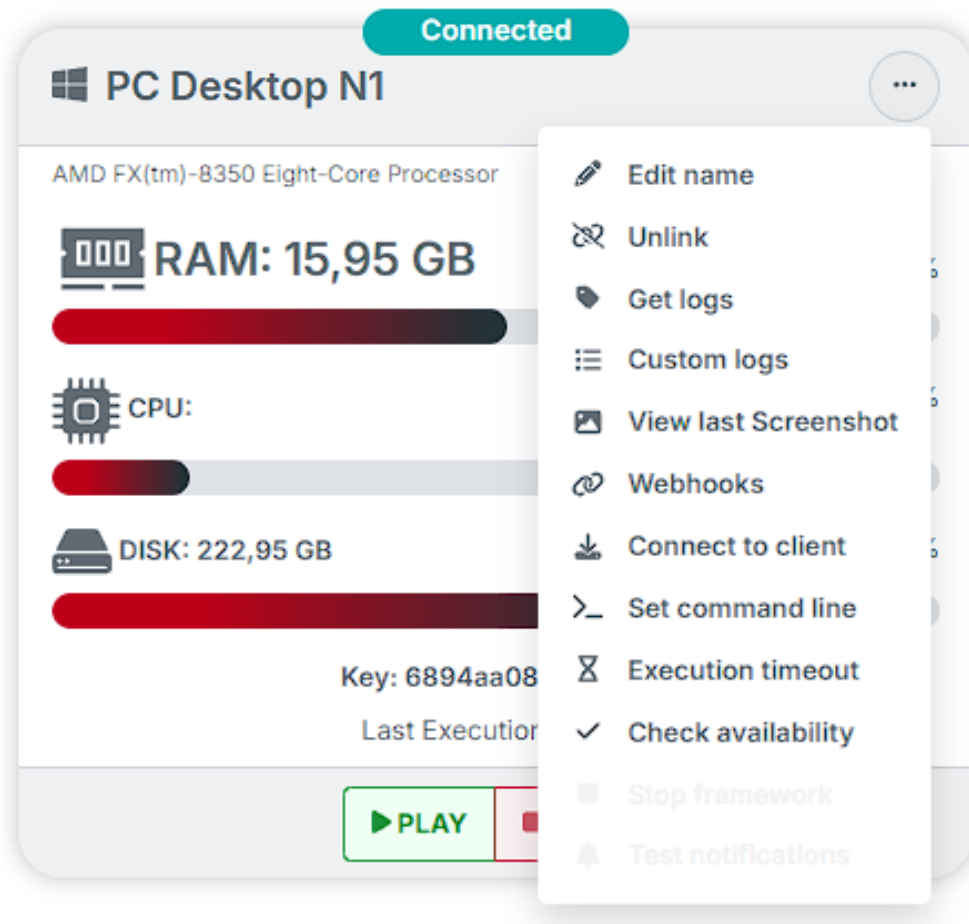 Connected
PC Desktop N1
AMD FX(tm)-8350 Eight-Core Processor
RAM: 15,95 GB
%
CPU:
%
DISK: 222,95 GB
%
Key: 6894aa08
Last Execution
PLAY
Edit name
Unlink
Get logs
Custom logs
View last Screenshot
Webhooks
Connect to client
Set command line
Execution timeout
Check availability
Stop framework
Test notifications